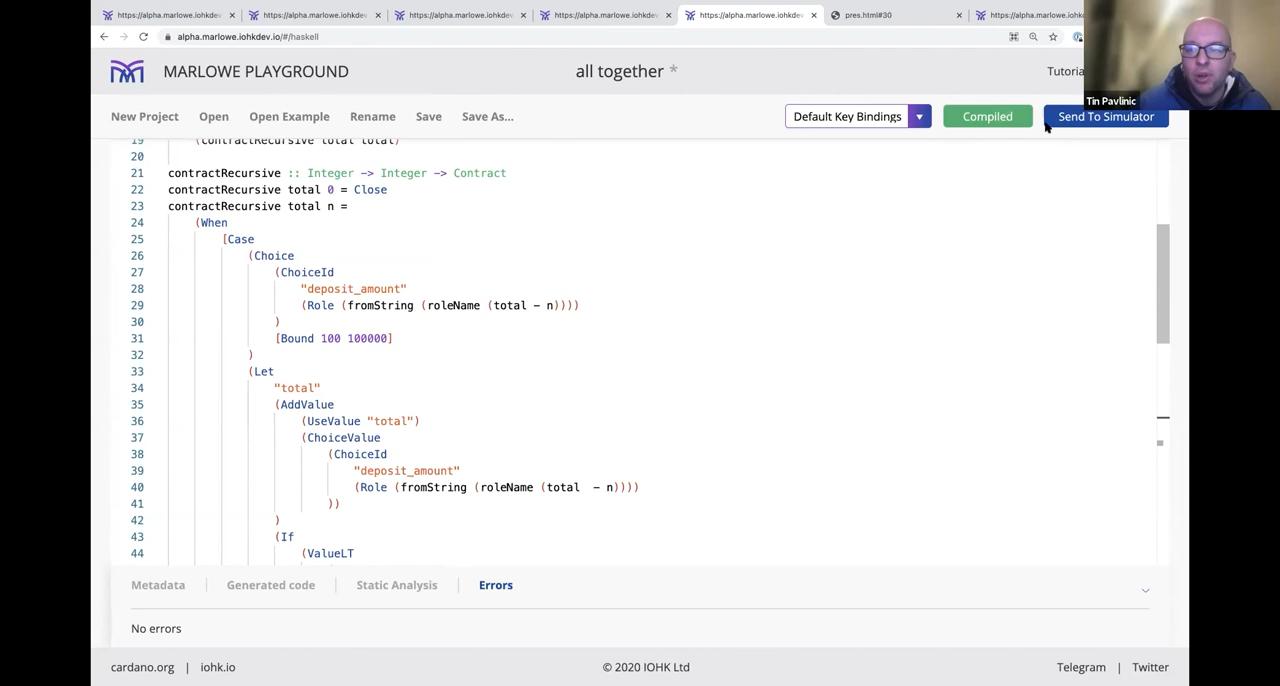 https://alpha.marlowe.iohkdev.i
https://alpha.marlowe.iohkdev.i
https://alpha.marlowe.iohkdev.i
https://alpha.marlowe.iohkdev.i
https://alpha.marlowe.iohkdev.i
pres.html#30
https://alpha.marlowe.iohkdev
alpha.marlowe.iohkdev.io/#/haskell
MARLOWE PLAYGROUND
all together *
Tutoria
Tin Pavlinic
New Project Open Open Example Rename Save Save As...
Default Key Bindings
Compiled
Send To Simulator
19 (contractRecursive total total)
20
21 contractRecursive :: Integer -> Integer -> Contract
22 contractRecursive total 0 = Close
23 contractRecursive total n =
24 (When
25 [Case
26 (Choice
27 (ChoiceId
28 "deposit_amount"
29 (Role (fromString (roleName (total - n))))
30 )
31 [Bound 100 100000]
32 )
33 (Let
34 "total"
35 (AddValue
36 (UseValue "total")
37 (ChoiceValue
38 (ChoiceId
39 "deposit_amount"
40 (Role (fromString (roleName (total  - n))))
41 ))
42 )
43 (If
44 (ValueLT
Metadata | Generated code | Static Analysis | Errors
No errors
cardano.org | iohk.io
© 2020 IOHK Ltd
Telegram | Twitter